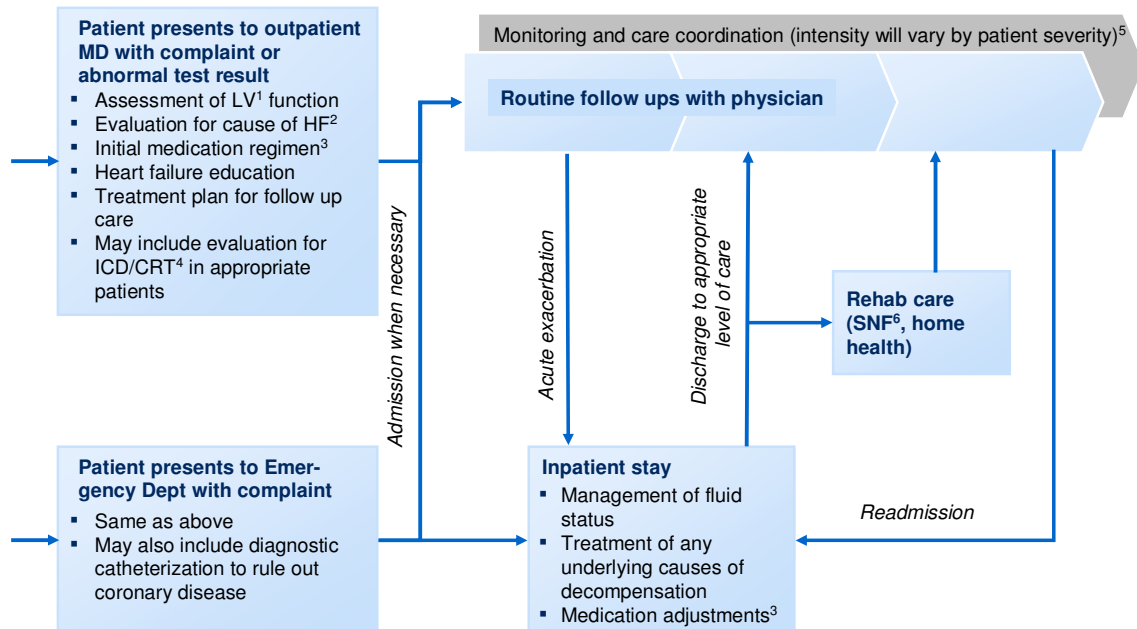 Patient presents to outpatient
MD with complaint or
abnormal test result
▪ Assessment of LV¹ function
▪ Evaluation for cause of HF²
▪ Initial medication regimen³
▪ Heart failure education
▪ Treatment plan for follow up
care
▪ May include evaluation for
ICD/CRT⁴ in appropriate
patients
Monitoring and care coordination (intensity will vary by patient severity)⁵
Routine follow ups with physician
Admission when necessary
Acute exacerbation
Discharge to appropriate
level of care
Rehab care
(SNF⁶, home
health)
Patient presents to Emer-
gency Dept with complaint
▪ Same as above
▪ May also include diagnostic
catheterization to rule out
coronary disease
Inpatient stay
▪ Management of fluid
status
▪ Treatment of any
underlying causes of
decompensation
▪ Medication adjustments³
Readmission